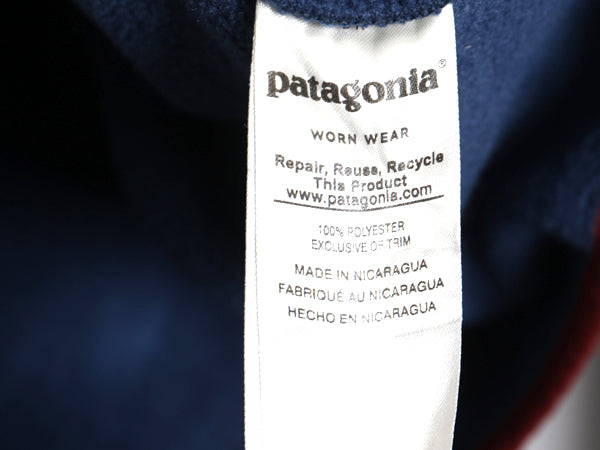 patagonia®
WORN WEAR
Repair, Reuse, Recycle
This Product
www.patagonia.com
100% POLYESTER
EXCLUSIVE OF TRIM
MADE IN NICARAGUA
FABRIQUÉ AU NICARAGUA
HECHO EN NICARAGUA